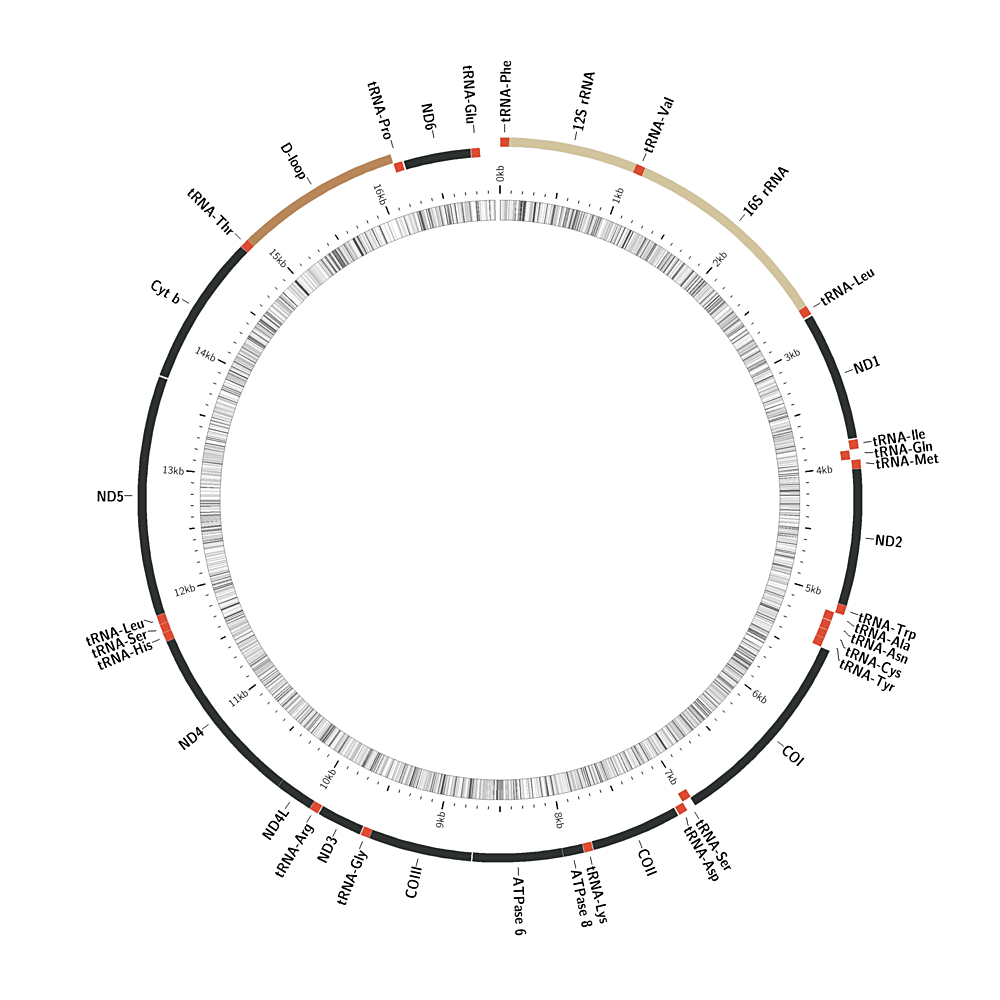 tRNA-Phe
12S rRNA
tRNA-Val
16S rRNA
tRNA-Leu
ND1
tRNA-Ile
tRNA-Gln
tRNA-Met
ND2
tRNA-Trp
tRNA-Ala
tRNA-Asn
tRNA-Cys
tRNA-Tyr
COI
tRNA-Ser
tRNA-Asp
COII
tRNA-Lys
ATPase 8
ATPase 6
COIII
tRNA-Gly
ND3
tRNA-Arg
ND4L
ND4
tRNA-His
tRNA-Ser
tRNA-Leu
ND5
Cyt b
tRNA-Thr
D-loop
tRNA-Pro
ND6
tRNA-Glu
0kb
1kb
2kb
3kb
4kb
5kb
6kb
7kb
8kb
9kb
10kb
11kb
12kb
13kb
14kb
15kb
16kb